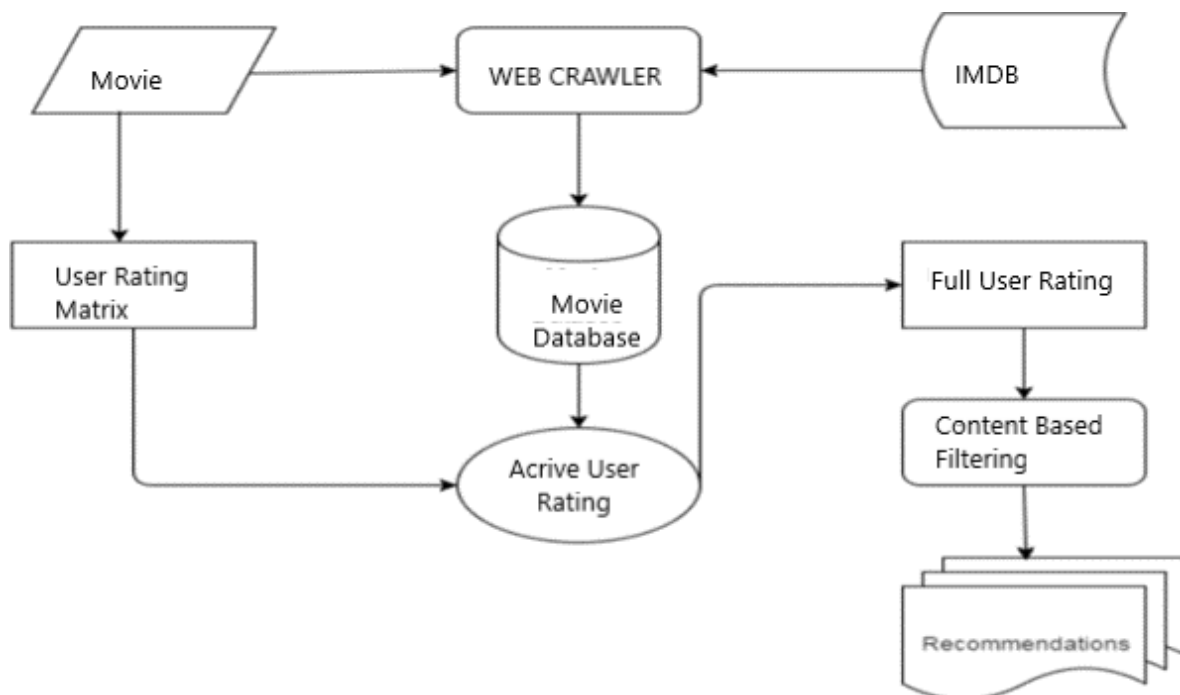 Movie
WEB CRAWLER
IMDB
User Rating
Matrix
Movie
Database
Full User Rating
Acrive User
Rating
Content Based
Filtering
Recommendations